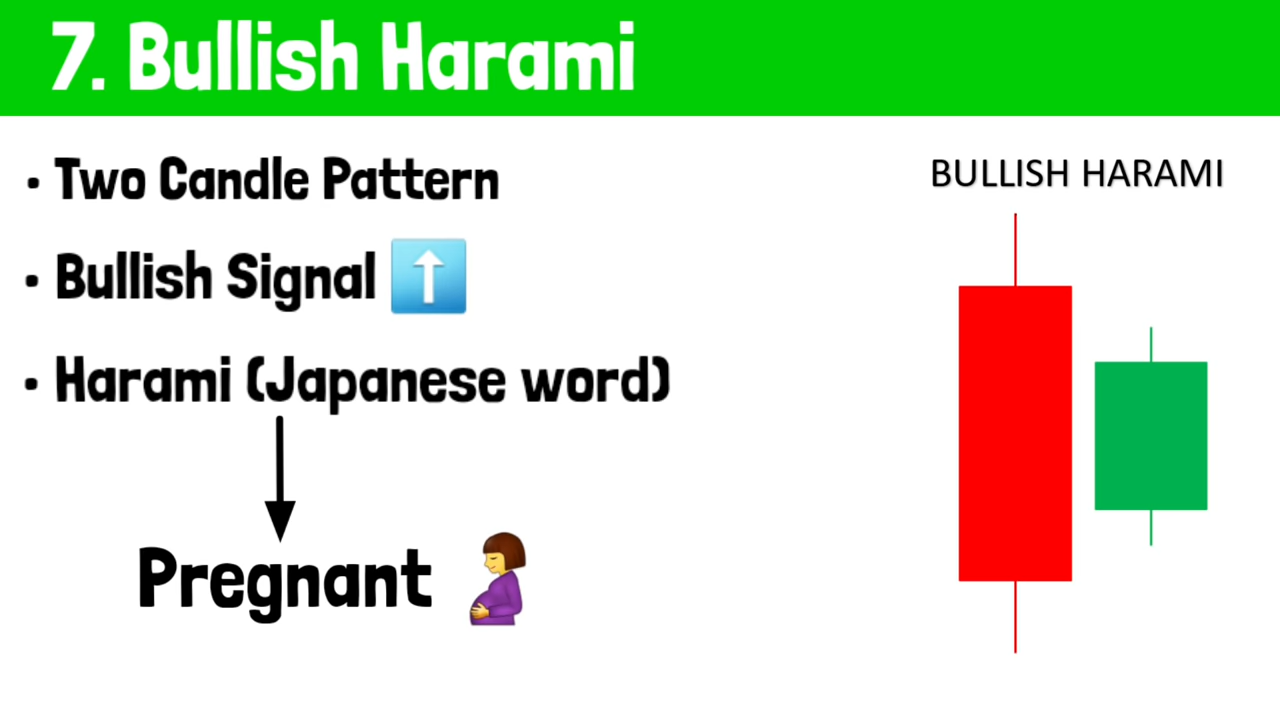 7. Bullish Harami
• Two Candle Pattern
• Bullish Signal ⬆️
• Harami (Japanese word)
Pregnant 🤰
BULLISH HARAMI